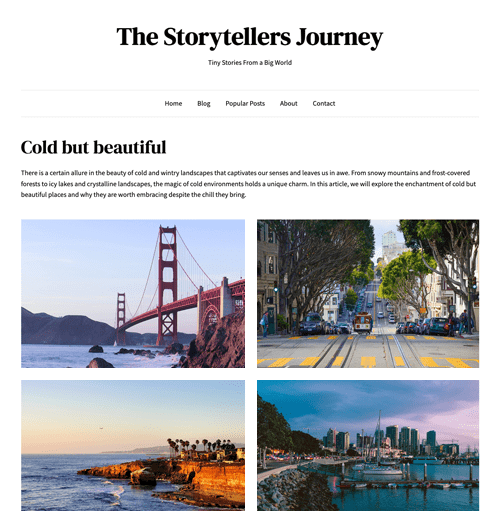 The Storytellers Journey
Tiny Stories From a Big World
Home Blog Popular Posts About Contact
Cold but beautiful
There is a certain allure in the beauty of cold and wintry landscapes that captivates our senses and leaves us in awe. From snowy mountains and frost-covered
forests to icy lakes and crystalline landscapes, the magic of cold environments holds a unique charm. In this article, we will explore the enchantment of cold but
beautiful places and why they are worth embracing despite the chill they bring.